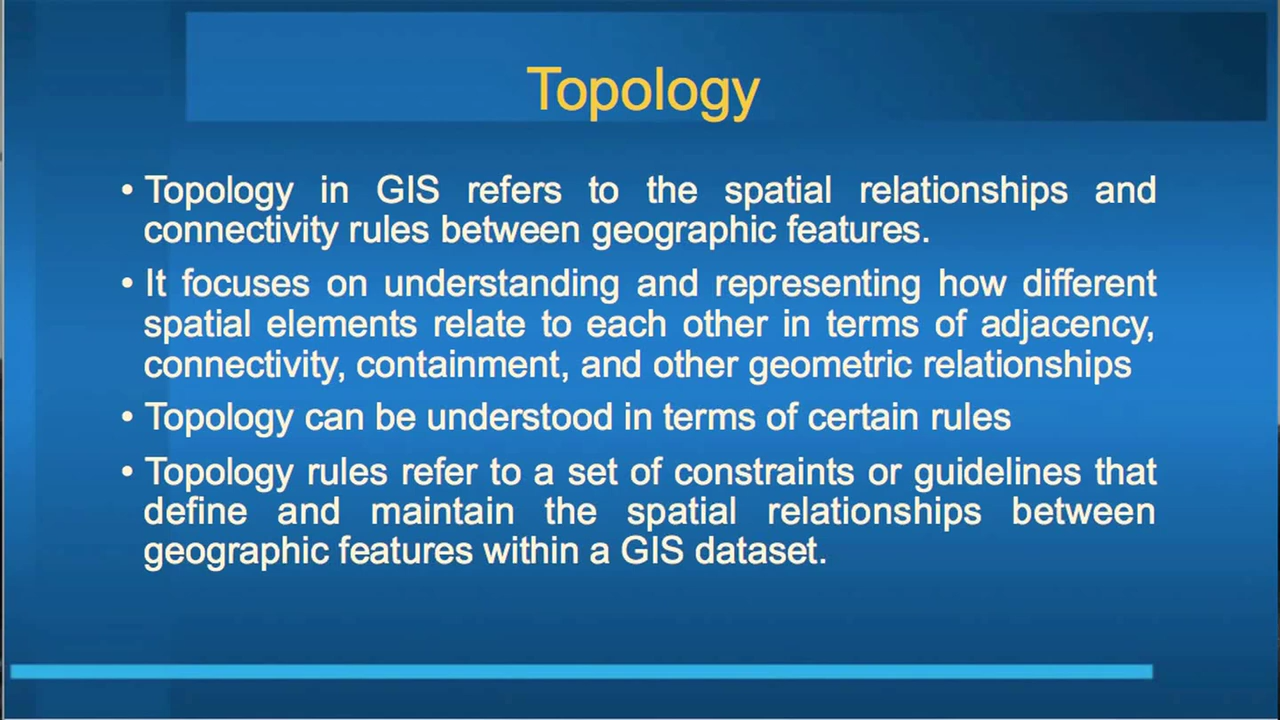 Topology
• Topology in GIS refers to the spatial relationships and
connectivity rules between geographic features.
• It focuses on understanding and representing how different
spatial elements relate to each other in terms of adjacency,
connectivity, containment, and other geometric relationships
• Topology can be understood in terms of certain rules
• Topology rules refer to a set of constraints or guidelines that
define and maintain the spatial relationships between
geographic features within a GIS dataset.